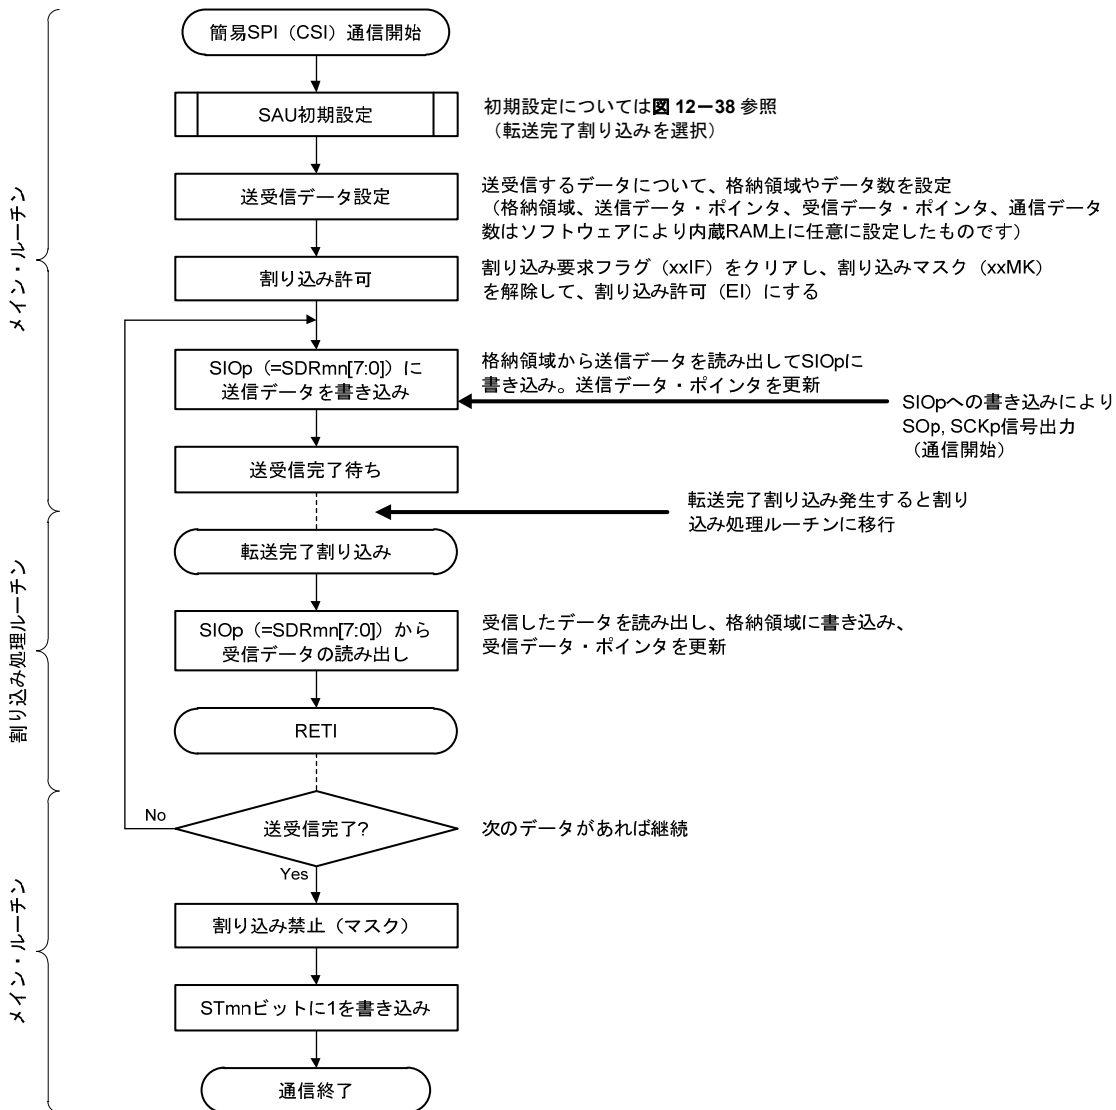 簡易SPI（CSI）通信開始
SAU初期設定
初期設定については図 12－38 参照
（転送完了割り込みを選択）
送受信データ設定
送受信するデータについて、格納領域やデータ数を設定
（格納領域、送信データ・ポインタ、受信データ・ポインタ、通信データ
数はソフトウェアにより内蔵RAM上に任意に設定したものです）
メイン・ルーチン
割り込み許可
割り込み要求フラグ（xxIF）をクリアし、割り込みマスク（xxMK）
を解除して、割り込み許可（EI）にする
SIOp（=SDRmn[7:0]）に
送信データを書き込み
格納領域から送信データを読み出してSIOpに
書き込み。送信データ・ポインタを更新
SIOpへの書き込みにより
SOp, SCKp信号出力
（通信開始）
送受信完了待ち
転送完了割り込み発生すると割り
込み処理ルーチンに移行
転送完了割り込み
割り込み処理ルーチン
SIOp（=SDRmn[7:0]）から
受信データの読み出し
受信したデータを読み出し、格納領域に書き込み、
受信データ・ポインタを更新
RETI
No
送受信完了?
次のデータがあれば継続
Yes
メイン・ルーチン
割り込み禁止（マスク）
STmnビットに1を書き込み
通信終了